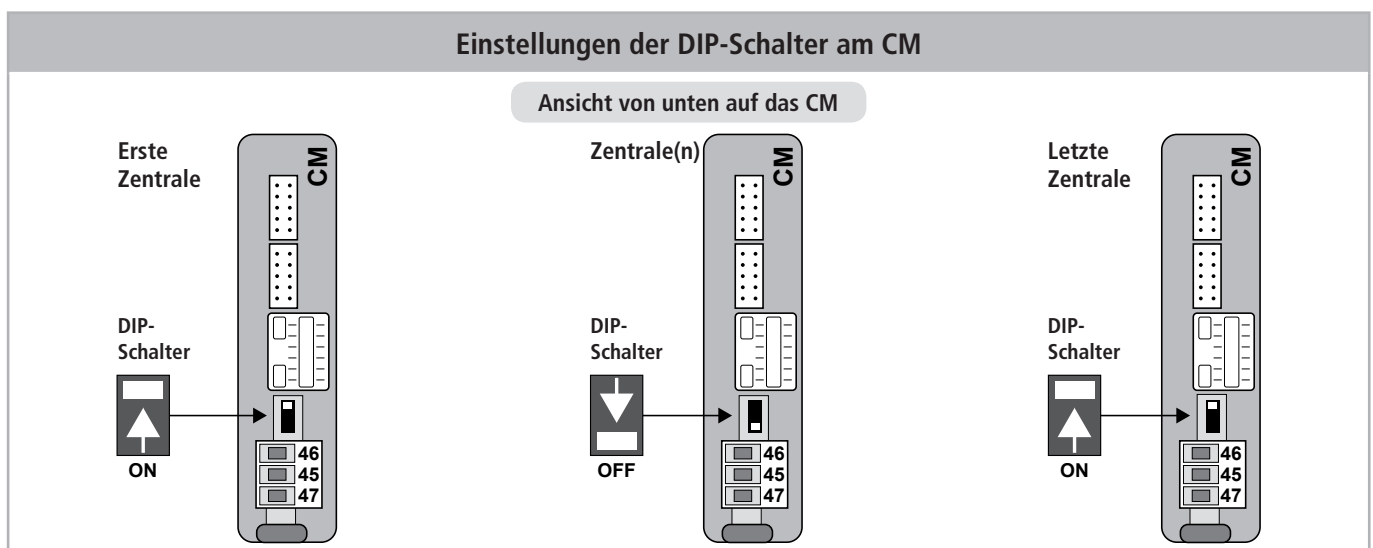 Einstellungen der DIP-Schalter am CM
Ansicht von unten auf das CM
Erste
Zentrale
CM
DIP-
Schalter
ON
46
45
47
Zentrale(n)
CM
DIP-
Schalter
OFF
46
45
47
Letzte
Zentrale
CM
DIP-
Schalter
ON
46
45
47